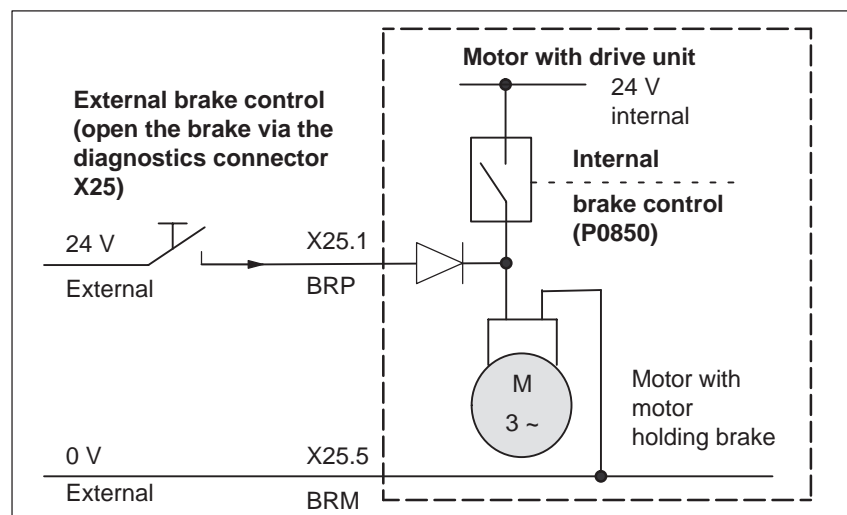 Motor with drive unit
24 V
internal
External brake control
(open the brake via the
diagnostics connector
X25)
Internal
brake control
(P0850)
24 V
External
X25.1
BRP
M
3 ~
Motor with
motor
holding brake
0 V
External
X25.5
BRM